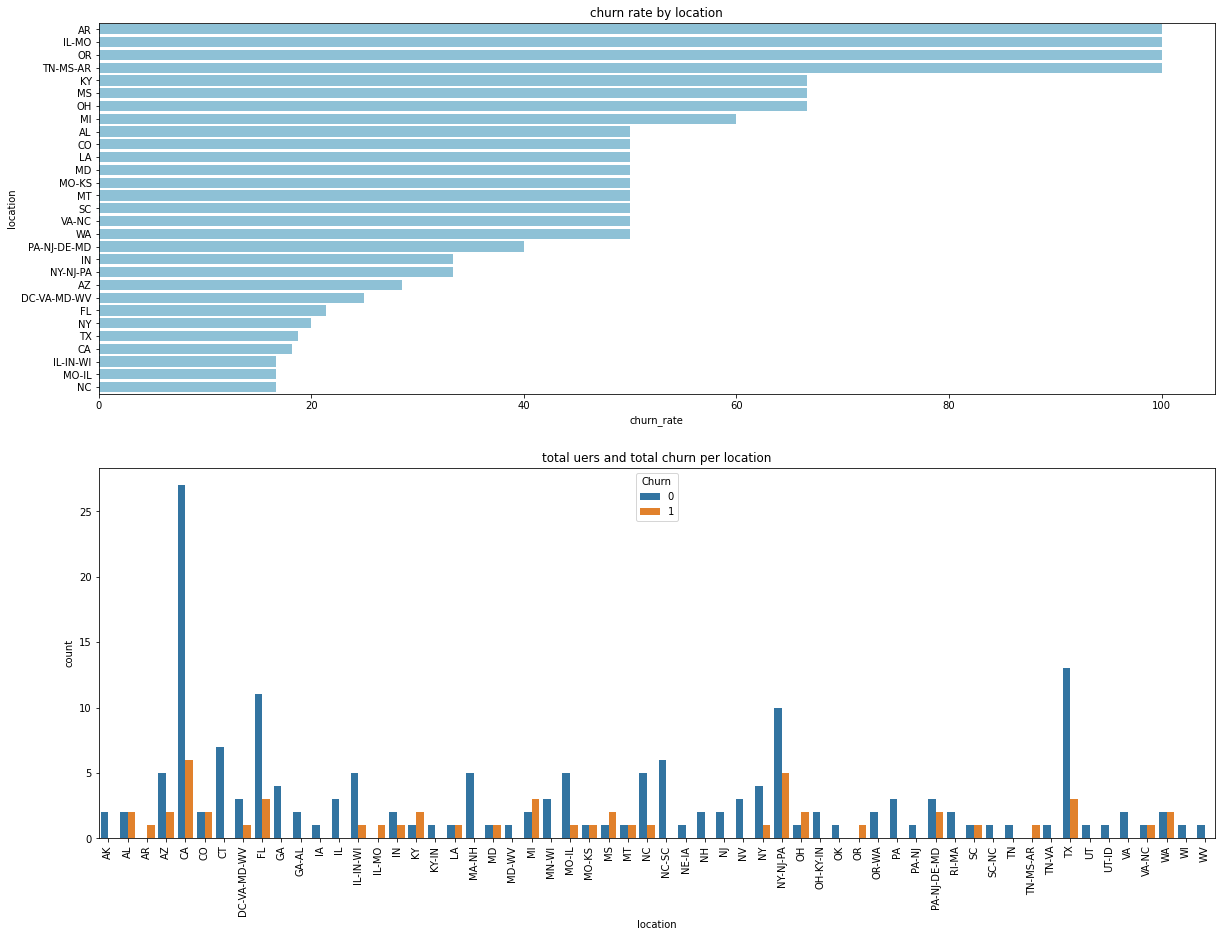 churn rate by location
AR
IL-MO
OR
TN-MS-AR
KY
MS
OH
MI
AL
CO
LA
MD
MO-KS
MT
SC
VA-NC
WA
PA-NJ-DE-MD
IN
NY-NJ-PA
AZ
DC-VA-MD-WV
FL
NY
TX
CA
IL-IN-WI
MO-IL
NC
location
0 20 40 60 80 100
churn_rate
total uers and total churn per location
Churn
0
1
25
20
15
10
5
0
count
AK AL AR AZ CA CO CT DC-VA-MD-WV FL GA GA-AL IA IL IL-IN-WI IL-MO IN KY KY-IN LA MA-NH MD MD-WV MI MN-WI MO-IL MO-KS MS MT NC NC-SC NE-IA NH NJ NV NY NY-NJ-PA OH OH-KY-IN OK OR OR-WA PA PA-NJ PA-NJ-DE-MD RI-MA SC SC-NC TN TN-MS-AR TN-VA TX UT UT-ID VA VA-NC WA WI WV
location